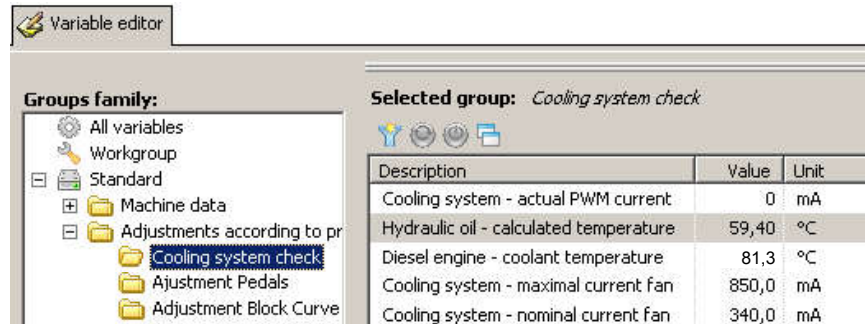 Variable editor
Groups family:
All variables
Workgroup
Standard
Machine data
Adjustments according to pr
Cooling system check
Ajustment Pedals
Adjustment Block Curve
Selected group: Cooling system check
Description Value Unit
Cooling system - actual PWM current 0 mA
Hydraulic oil - calculated temperature 59,40 °C
Diesel engine - coolant temperature 81,3 °C
Cooling system - maximal current fan 850,0 mA
Cooling system - nominal current fan 340,0 mA